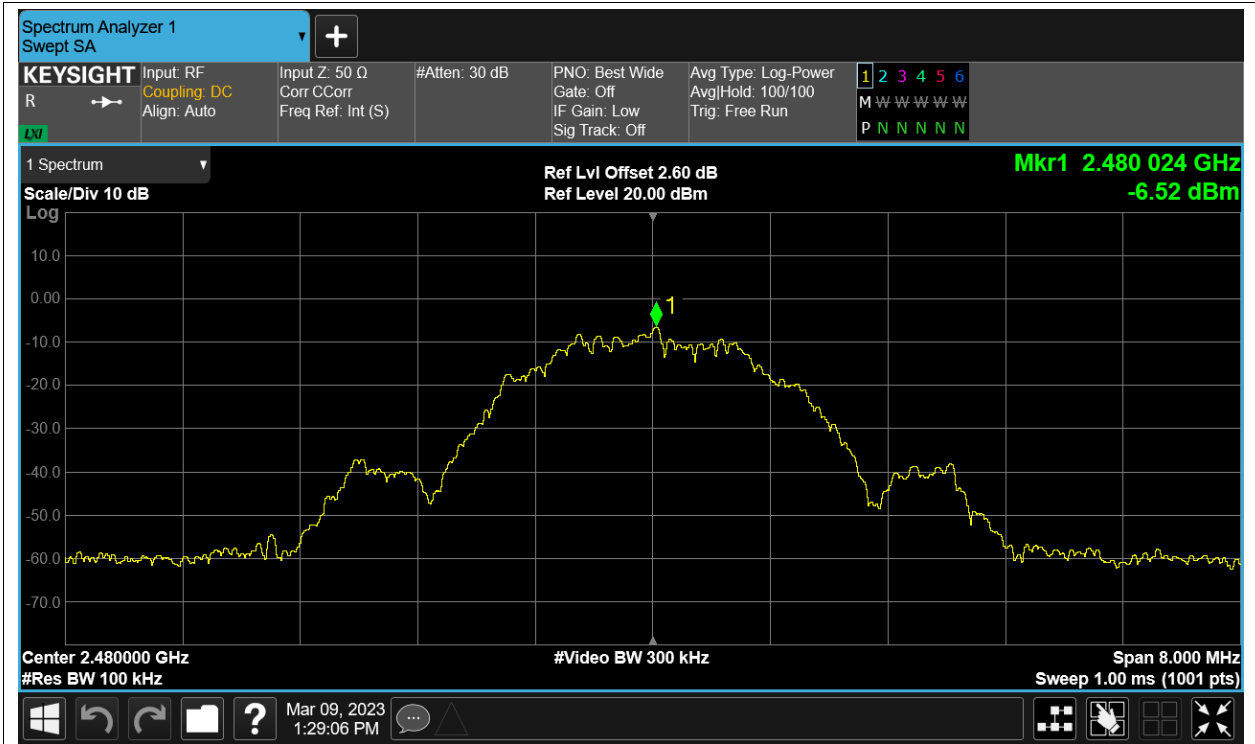 Spectrum Analyzer 1
Swept SA
KEYSIGHT
R
LXI
Input: RF
Coupling: DC
Align: Auto
Input Z: 50 Ω
Corr CCorr
Freq Ref: Int (S)
#Atten: 30 dB
PNO: Best Wide
Gate: Off
IF Gain: Low
Sig Track: Off
Avg Type: Log-Power
Avg|Hold: 100/100
Trig: Free Run
1 2 3 4 5 6
M W W W W W
P N N N N N
1 Spectrum
Scale/Div 10 dB
Log
Ref Lvl Offset 2.60 dB
Ref Level 20.00 dBm
Mkr1 2.480 024 GHz
-6.52 dBm
1
10.0
0.00
-10.0
-20.0
-30.0
-40.0
-50.0
-60.0
-70.0
Center 2.480000 GHz
#Video BW 300 kHz
Span 8.000 MHz
#Res BW 100 kHz
Sweep 1.00 ms (1001 pts)
?
Mar 09, 2023
1:29:06 PM